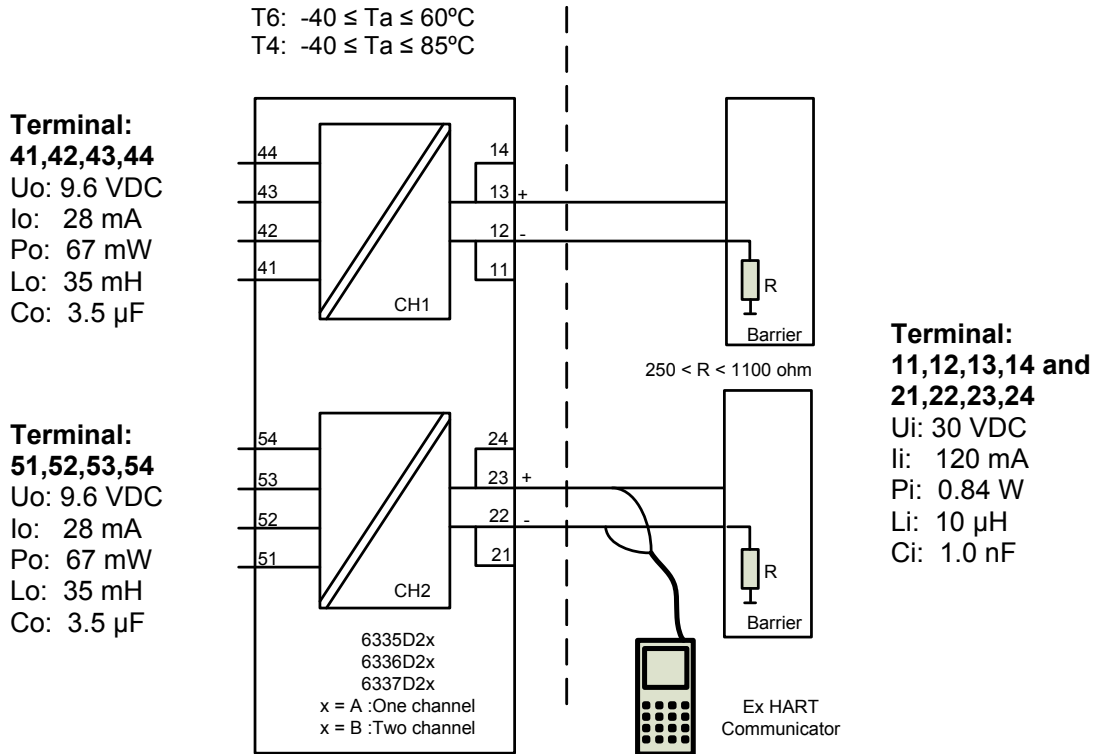 T6: -40 ≤ Ta ≤ 60ºC
T4: -40 ≤ Ta ≤ 85ºC
Terminal:
41,42,43,44
Uo: 9.6 VDC
Io: 28 mA
Po: 67 mW
Lo: 35 mH
Co: 3.5 µF
44
43
42
41
CH1
14
13 +
12 -
11
R
Barrier
250 < R < 1100 ohm
Terminal:
51,52,53,54
Uo: 9.6 VDC
Io: 28 mA
Po: 67 mW
Lo: 35 mH
Co: 3.5 µF
54
53
52
51
CH2
24
23 +
22 -
21
R
Barrier
6335D2x
6336D2x
6337D2x
x = A :One channel
x = B :Two channel
Ex HART
Communicator
Terminal:
11,12,13,14 and
21,22,23,24
Ui: 30 VDC
Ii: 120 mA
Pi: 0.84 W
Li: 10 µH
Ci: 1.0 nF